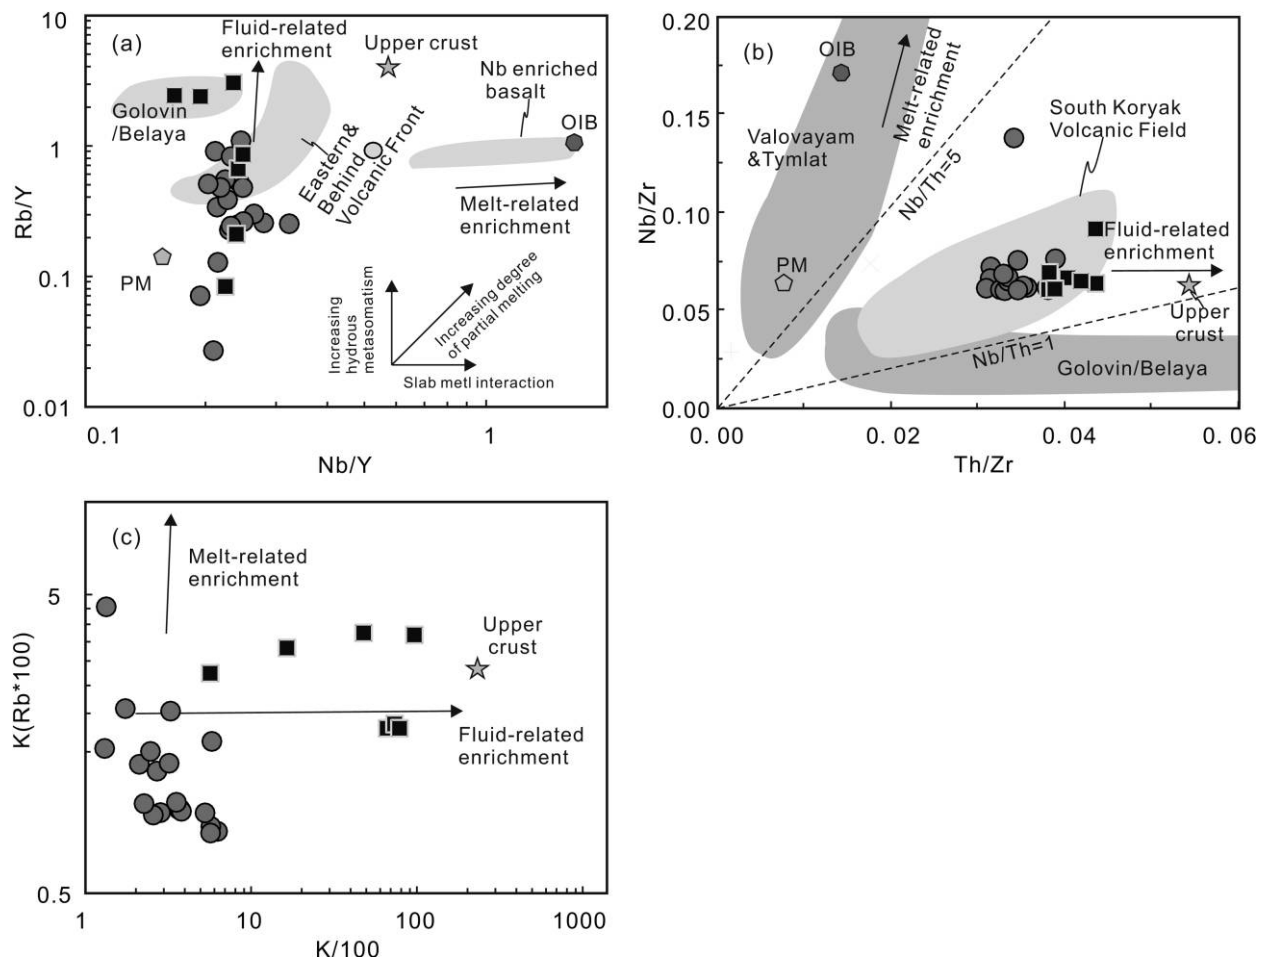 (a)
Fluid-related
enrichment
Upper crust
Nb enriched
basalt
Golovin
/Belaya
OIB
Eastern&
Behind
Volcanic Front
Melt-related
enrichment
PM
Increasing
hydrous
metasomatism
Increasing degree
of partial melting
Slab metl interaction
10
1
0.1
0.01
Rb/Y
0.1
1
Nb/Y
(b)
OIB
Melt-related
enrichment
Valovayam
&Tymlat
Nb/Th=5
South Koryak
Volcanic Field
Fluid-related
enrichment
PM
Upper
crust
Nb/Th=1
Golovin/Belaya
0.20
0.15
0.10
0.05
0.00
Nb/Zr
0.00
0.02
0.04
0.06
Th/Zr
(c)
Melt-related
enrichment
Upper
crust
Fluid-related
enrichment
5
0.5
K(Rb*100)
1
10
100
1000
K/100